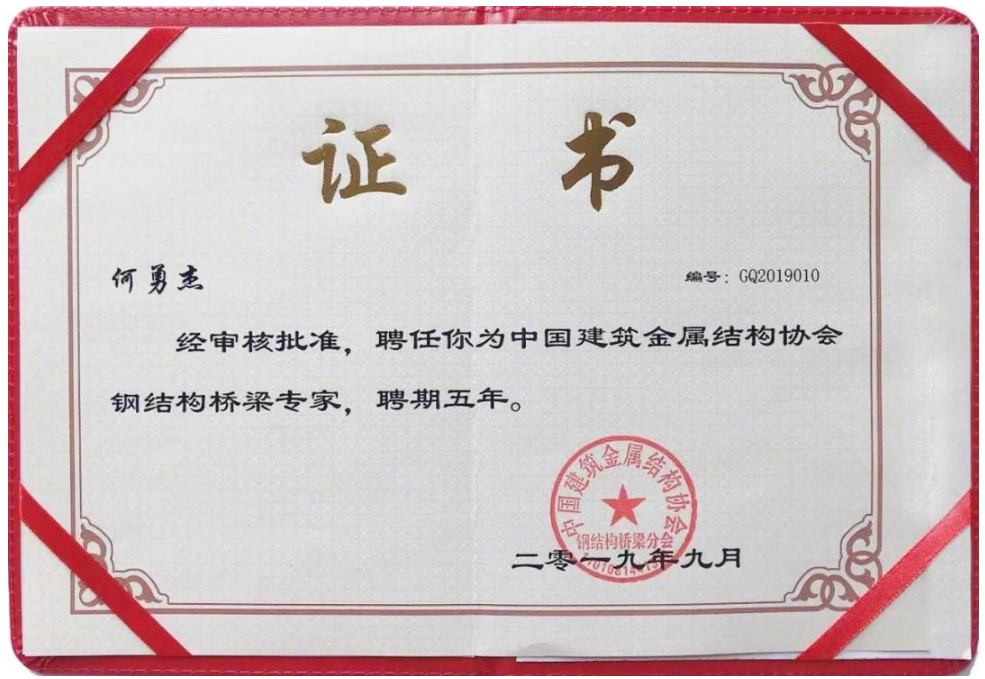 证书
何勇杰
编号：GQ2019010
经审核批准，聘任你为中国建筑金属结构协会
钢结构桥梁专家，聘期五年。
中国建筑金属结构协会
钢结构桥梁分会
二零一九年九月